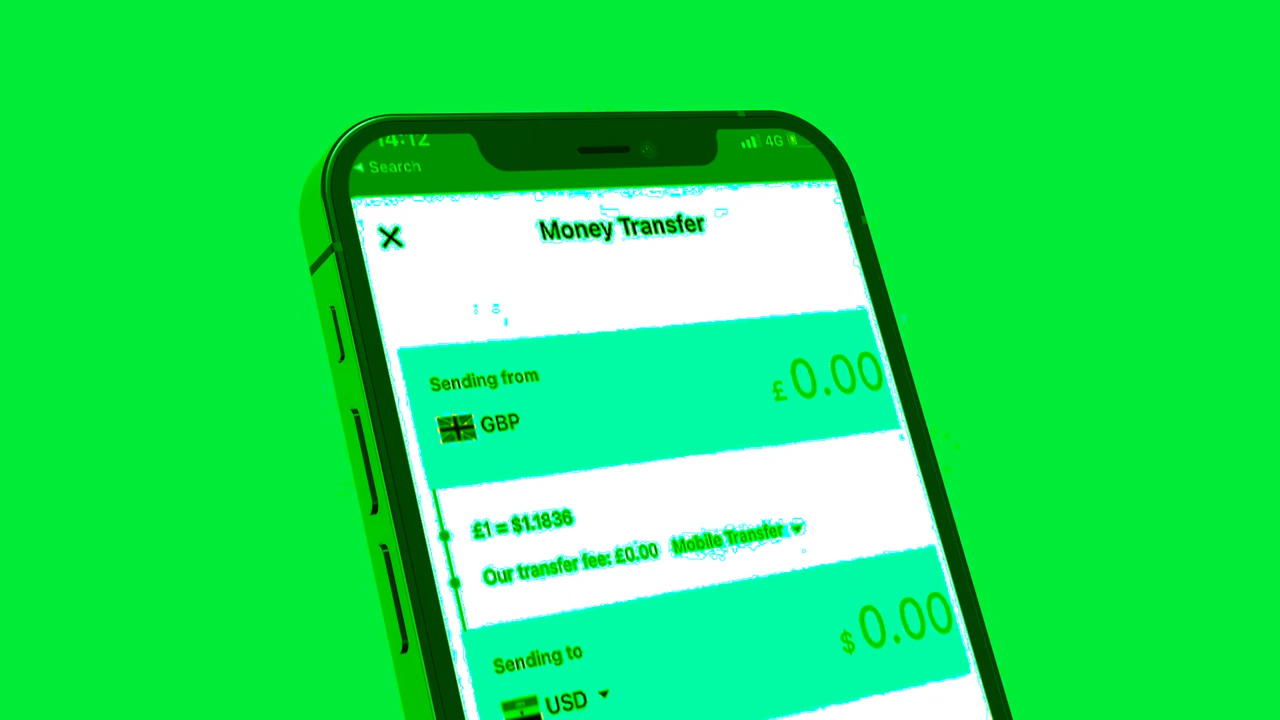 14:12
4G
Search
Money Transfer
Sending from
£ 0.00
GBP
£1 = $1.1836
Our transfer fee: £0.00 Mobile Transfer
$ 0.00
Sending to
USD